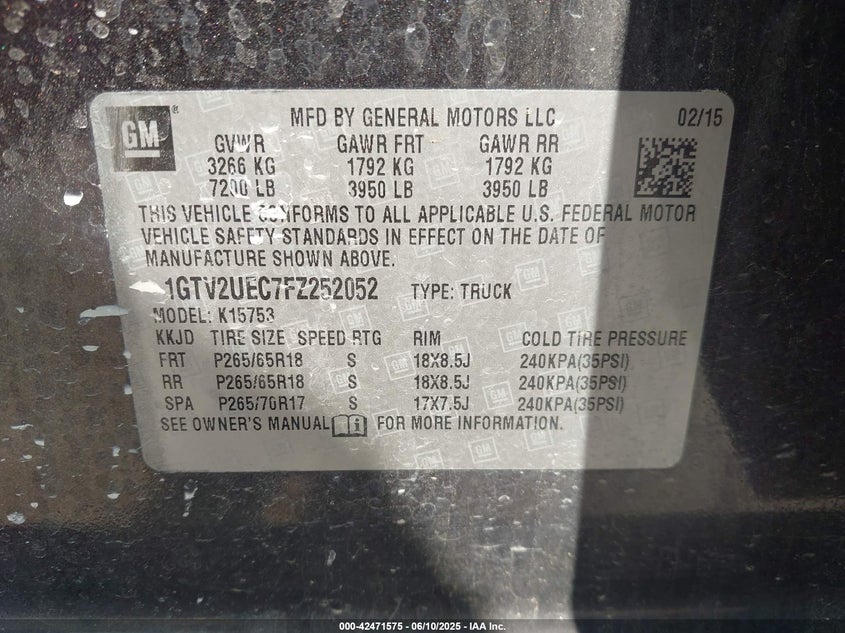 GM ®
MFD BY GENERAL MOTORS LLC 02/15
GVWR GAWR FRT GAWR RR
3266 KG 1792 KG 1792 KG
7200 LB 3950 LB 3950 LB
THIS VEHICLE CONFORMS TO ALL APPLICABLE U.S. FEDERAL MOTOR
VEHICLE SAFETY STANDARDS IN EFFECT ON THE DATE OF
MANUFACTURE SHOWN ABOVE.
1GTV2UEC7FZ252052 TYPE: TRUCK
MODEL: K15753
KKJD TIRE SIZE SPEED RTG RIM COLD TIRE PRESSURE
FRT P265/65R18 S 18X8.5J 240KPA(35PSI)
RR P265/65R18 S 18X8.5J 240KPA(35PSI)
SPA P265/70R17 S 17X7.5J 240KPA(35PSI)
SEE OWNER'S MANUAL i FOR MORE INFORMATION.
000-42471575 — 06/10/2025 — IAA Inc.